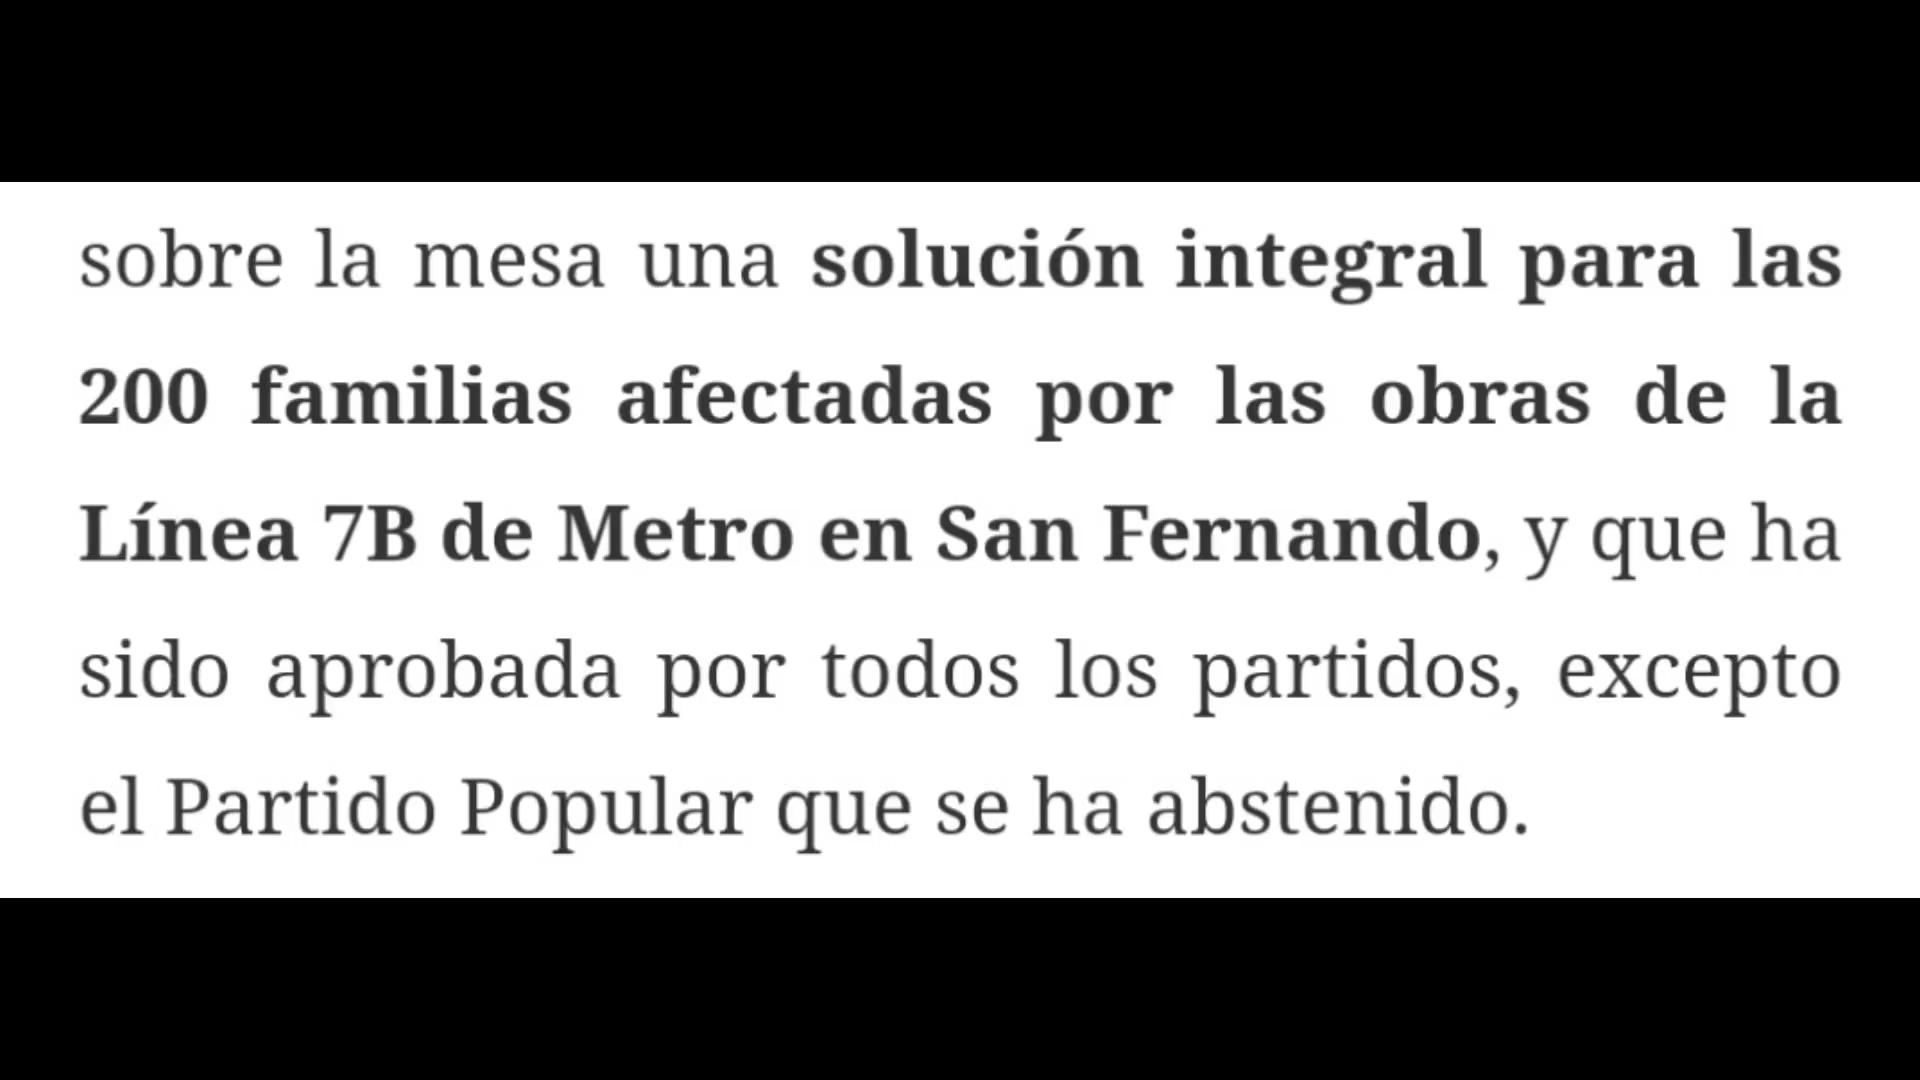 sobre la mesa una solución integral para las
200 familias afectadas por las obras de la
Línea 7B de Metro en San Fernando, y que ha
sido aprobada por todos los partidos, excepto
el Partido Popular que se ha abstenido.